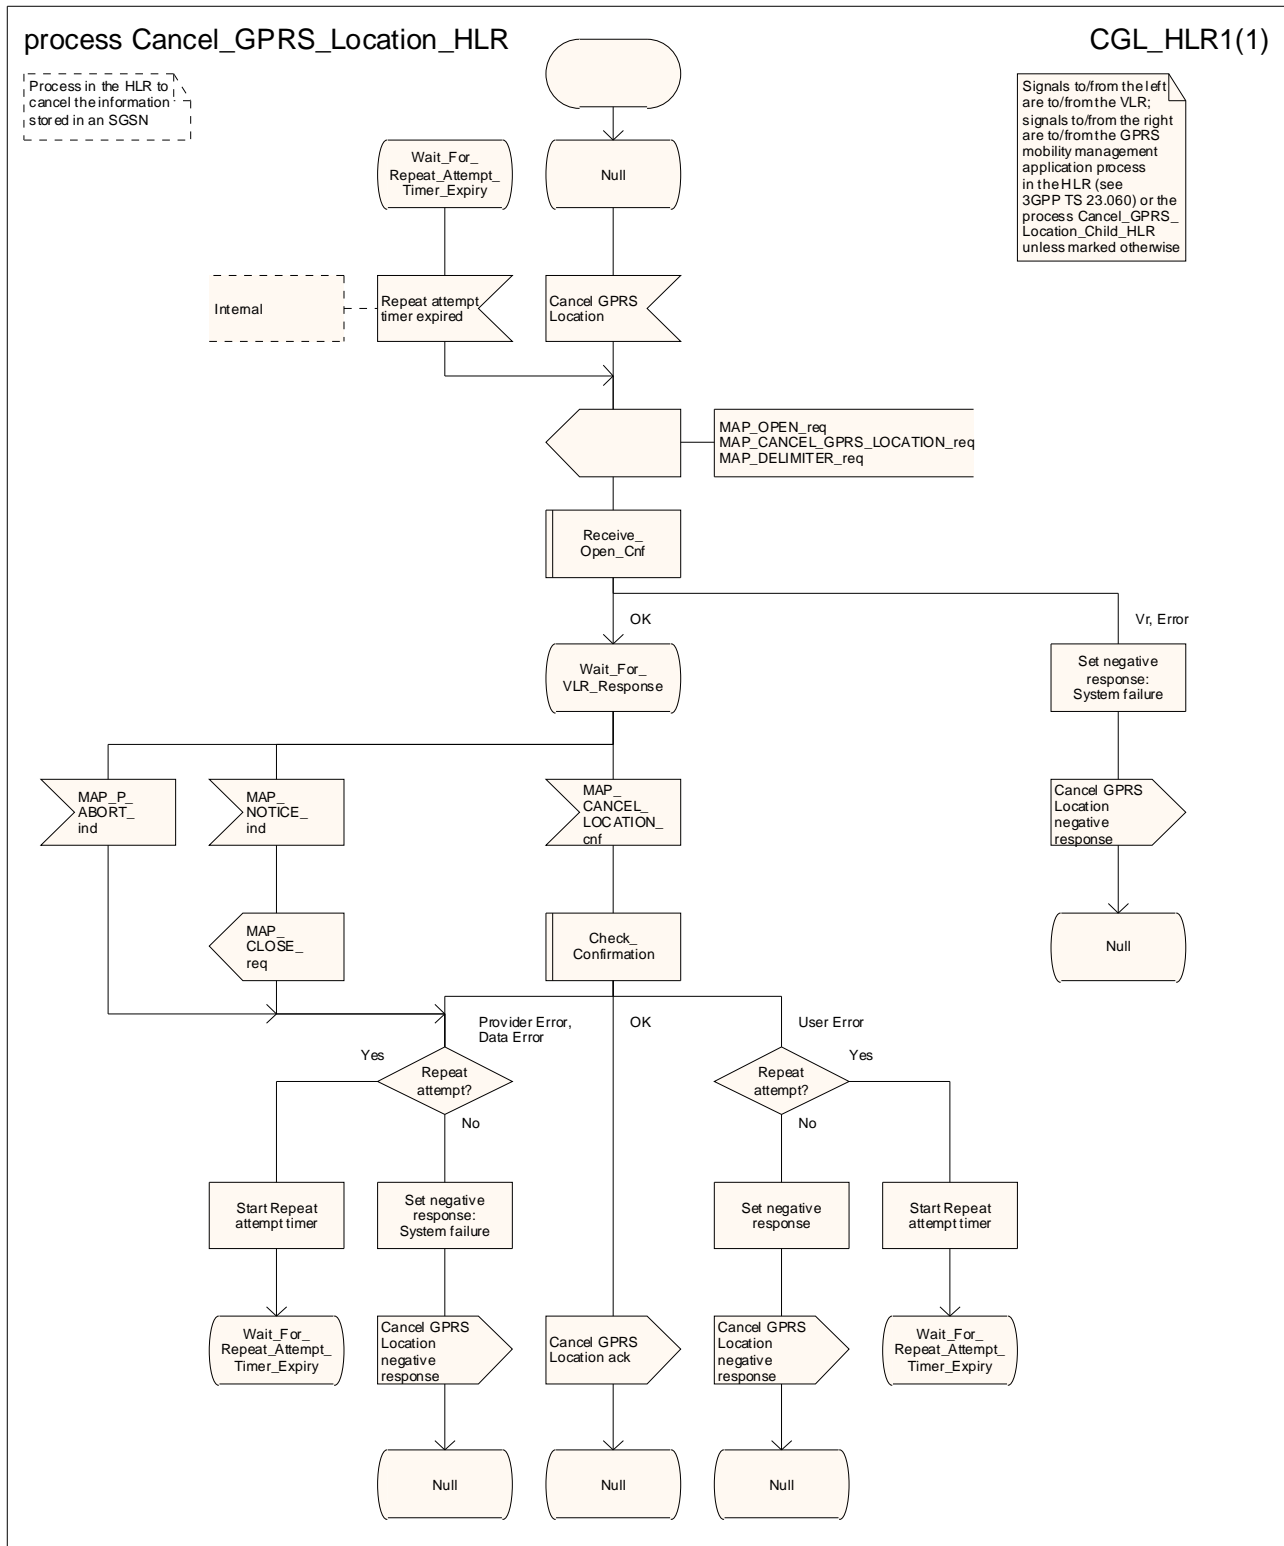 process Cancel_GPRS_Location_HLR
CGL_HLR1(1)
Process in the HLR to
cancel the information
stored in an SGSN
Signals to/from the left
are to/from the VLR;
signals to/from the right
are to/from the GPRS
mobility management
application process
in the HLR (see
3GPP TS 23.060) or the
process Cancel_GPRS_
Location_Child_HLR
unless marked otherwise
Wait_For_
Repeat_Attempt_
Timer_Expiry
Null
Internal
Repeat attempt
timer expired
Cancel GPRS
Location
MAP_OPEN_req
MAP_CANCEL_GPRS_LOCATION_req
MAP_DELIMITER_req
Receive_
Open_Cnf
OK
Vr, Error
Wait_For_
VLR_Response
Set negative
response:
System failure
MAP_P_
ABORT_
ind
MAP_
NOTICE_
ind
MAP_
CANCEL_
LOCATION_
cnf
Cancel GPRS
Location
negative
response
MAP_
CLOSE_
req
Check_
Confirmation
Null
Provider Error,
Data Error
OK
User Error
Yes
Repeat
attempt?
No
Repeat
attempt?
Yes
No
Start Repeat
attempt timer
Set negative
response:
System failure
Set negative
response
Start Repeat
attempt timer
Wait_For_
Repeat_Attempt_
Timer_Expiry
Cancel GPRS
Location
negative
response
Cancel GPRS
Location ack
Cancel GPRS
Location
negative
response
Wait_For_
Repeat_Attempt_
Timer_Expiry
Null
Null
Null